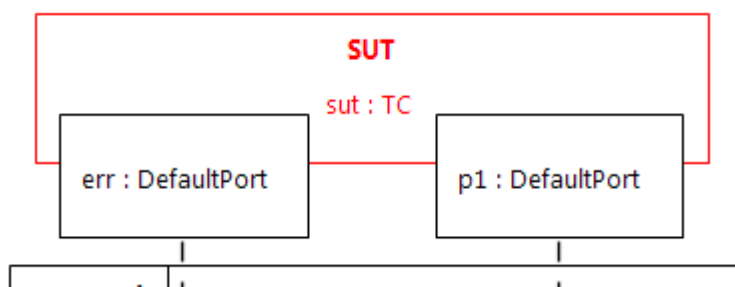 SUT
sut : TC
err : DefaultPort
p1 : DefaultPort